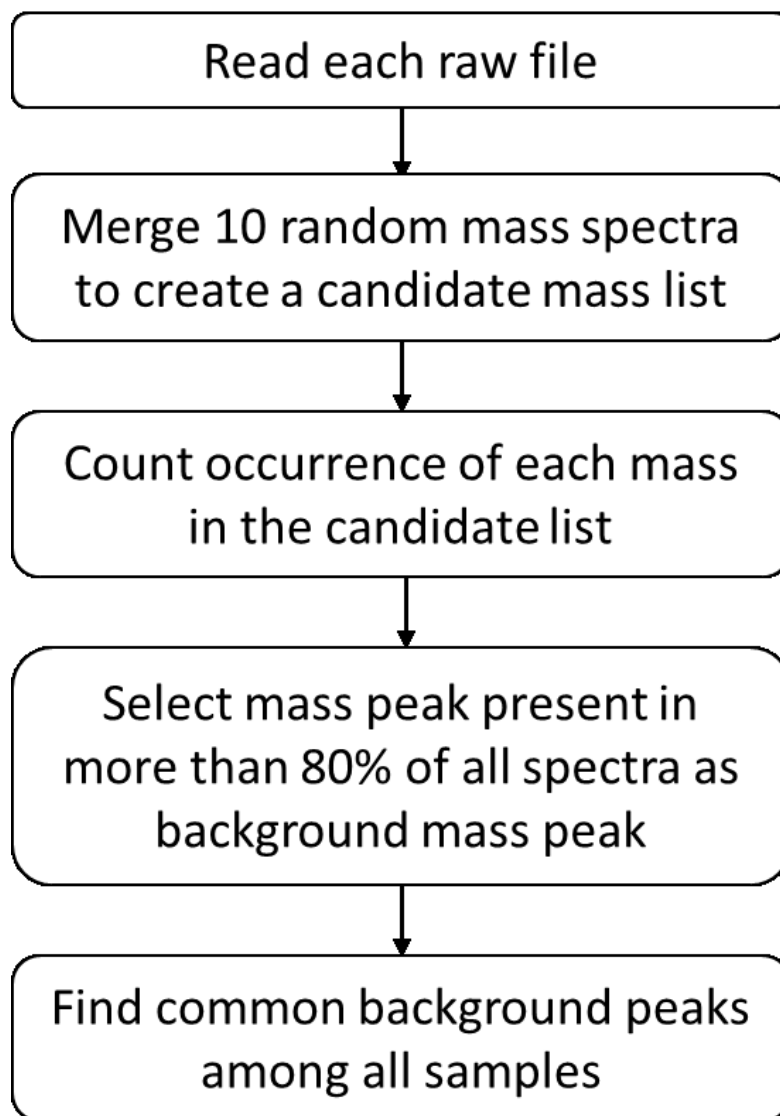 Read each raw file
Merge 10 random mass spectra
to create a candidate mass list
Count occurrence of each mass
in the candidate list
Select mass peak present in
more than 80% of all spectra as
background mass peak
Find common background peaks
among all samples